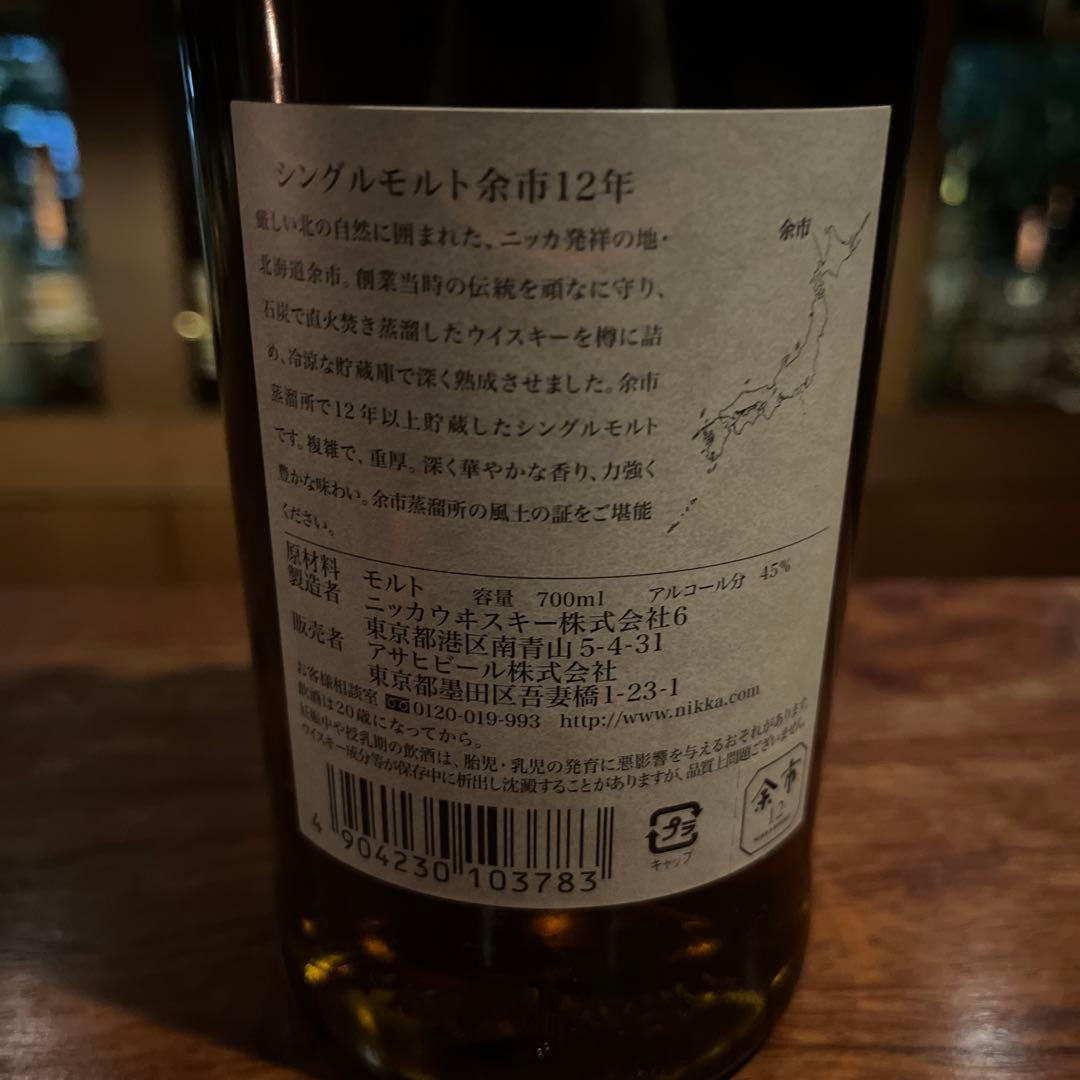 シングルモルト余市12年
厳しい北の自然に囲まれた、ニッカ発祥の地・
北海道余市。創業当時の伝統を頑なに守り、
石炭で直火焚き蒸溜したウイスキーを樽に詰
め、冷涼な貯蔵庫で深く熟成させました。余市
蒸溜所で12年以上貯蔵したシングルモルト
です。複雑で、重厚。深く華やかな香り、力強く
豊かな味わい。余市蒸溜所の風土の証をご堪能
ください。
余市
原材料 モルト 容量 700ml アルコール分 45%
製造者 ニッカウヰスキー株式会社6
東京都港区南青山5-4-31
販売者 アサヒビール株式会社
東京都墨田区吾妻橋1-23-1
お客様相談室 0120-019-993 http://www.nikka.com
飲酒は20歳になってから。
妊娠中や授乳期の飲酒は、胎児・乳児の発育に悪影響を与えるおそれがあります。
ウイスキー成分等が保存中に析出し沈澱することがありますが、品質上問題ございません。
4 904230 103783
プラ
キャップ
余市
12